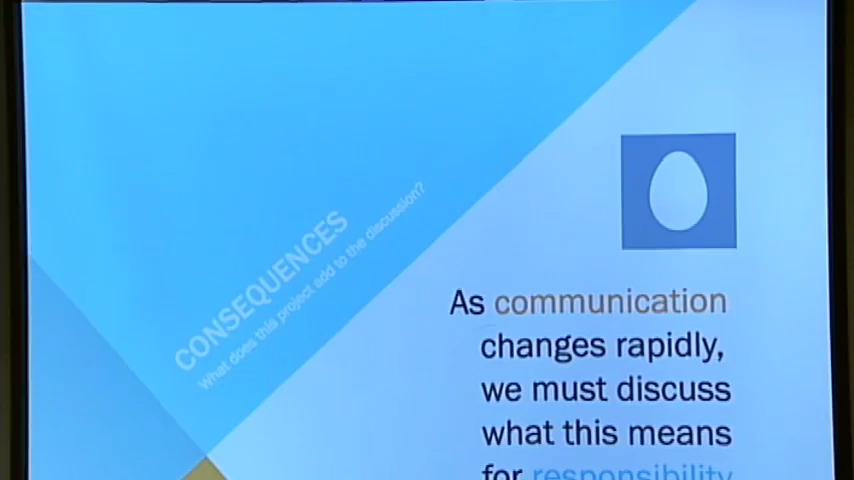 CONSEQUENCES
What does this project add to the discussion?
As communication
changes rapidly,
we must discuss
what this means
for responsibility